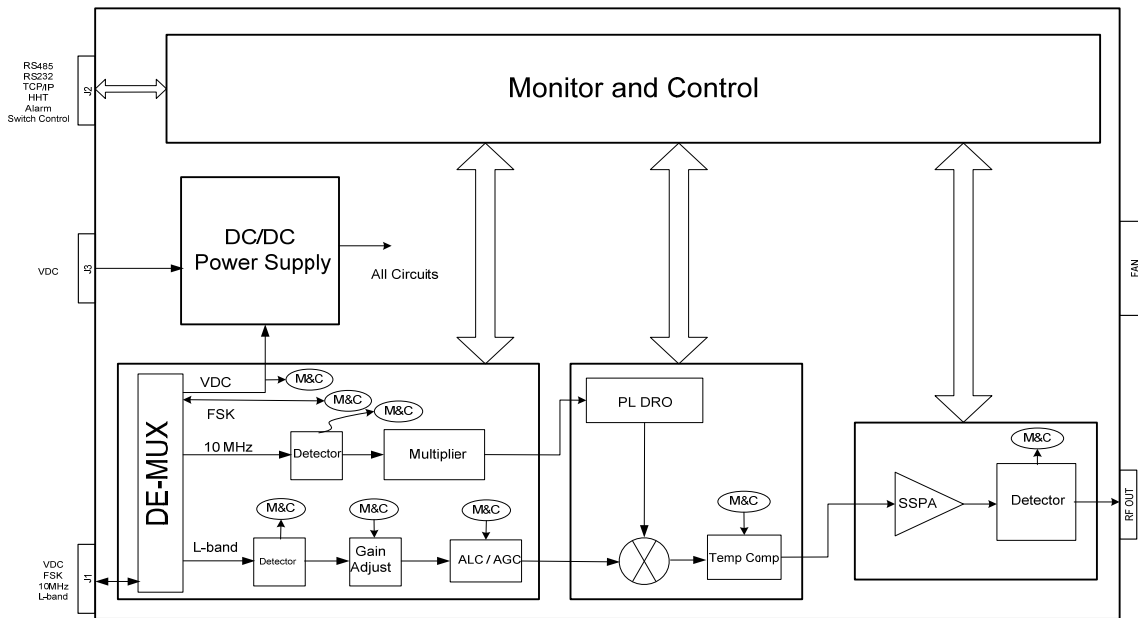 RS485
RS232
TCP/IP
HHT
Alarm
Switch Control
J2
Monitor and Control
VDC
J3
DC/DC
Power Supply
All Circuits
FAN
DE-MUX
VDC
M&C
FSK
M&C
M&C
10 MHz
Detector
Multiplier
PL DRO
M&C
M&C
M&C
L-band
Detector
Gain
Adjust
ALC / AGC
M&C
Temp Comp
M&C
SSPA
Detector
RF OUT
VDC
FSK
10MHz
L-band
J1